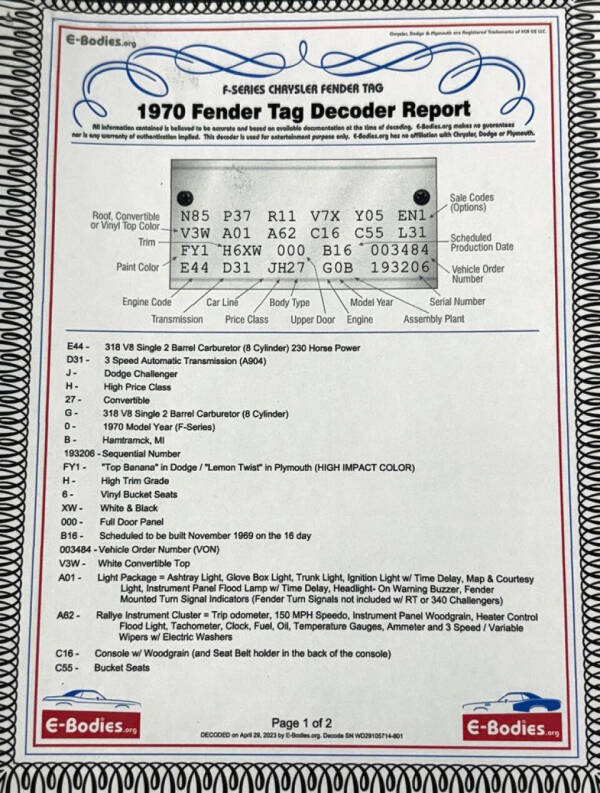 E-Bodies.org
Chrysler, Dodge & Plymouth are Registered Trademarks of FCA US LLC.
F-SERIES CHRYSLER FENDER TAG
1970 Fender Tag Decoder Report
All information contained is believed to be accurate and based on available documentation at the time of decoding. E-Bodies.org makes no guarantees
nor is any warranty of authentication implied. This decoder is used for entertainment purpose only. E-Bodies.org has no affiliation with Chrysler, Dodge or Plymouth.
Roof, Convertible
or Vinyl Top Color
Trim
Paint Color
N85 P37 R11 V7X Y05 EN1
V3W A01 A62 C16 C55 L31
FY1 H6XW 000 B16 003484
E44 D31 JH27 G0B 193206
Sale Codes
(Options)
Scheduled
Production Date
Vehicle Order
Number
Engine Code Car Line Body Type Model Year Serial Number
Transmission Price Class Upper Door Engine Assembly Plant
E44 - 318 V8 Single 2 Barrel Carburetor (8 Cylinder) 230 Horse Power
D31 - 3 Speed Automatic Transmission (A904)
J - Dodge Challenger
H - High Price Class
27 - Convertible
G - 318 V8 Single 2 Barrel Carburetor (8 Cylinder)
0 - 1970 Model Year (F-Series)
B - Hamtramck, MI
193206 - Sequential Number
FY1 - "Top Banana" in Dodge / "Lemon Twist" in Plymouth (HIGH IMPACT COLOR)
H - High Trim Grade
6 - Vinyl Bucket Seats
XW - White & Black
000 - Full Door Panel
B16 - Scheduled to be built November 1969 on the 16 day
003484 - Vehicle Order Number (VON)
V3W - White Convertible Top
A01 - Light Package = Ashtray Light, Glove Box Light, Trunk Light, Ignition Light w/ Time Delay, Map & Courtesy
Light, Instrument Panel Flood Lamp w/ Time Delay, Headlight- On Warning Buzzer, Fender
Mounted Turn Signal Indicators (Fender Turn Signals not included w/ RT or 340 Challengers)
A62 - Rallye Instrument Cluster = Trip odometer, 150 MPH Speedo, Instrument Panel Woodgrain, Heater Control
Flood Light, Tachometer, Clock, Fuel, Oil, Temperature Gauges, Ammeter and 3 Speed / Variable
Wipers w/ Electric Washers
C16 - Console w/ Woodgrain (and Seat Belt holder in the back of the console)
C55 - Bucket Seats
E-Bodies.org
Page 1 of 2
DECODED on April 29, 2023 by E-Bodies.org. Decode SN WD29105714-801
E-Bodies.org